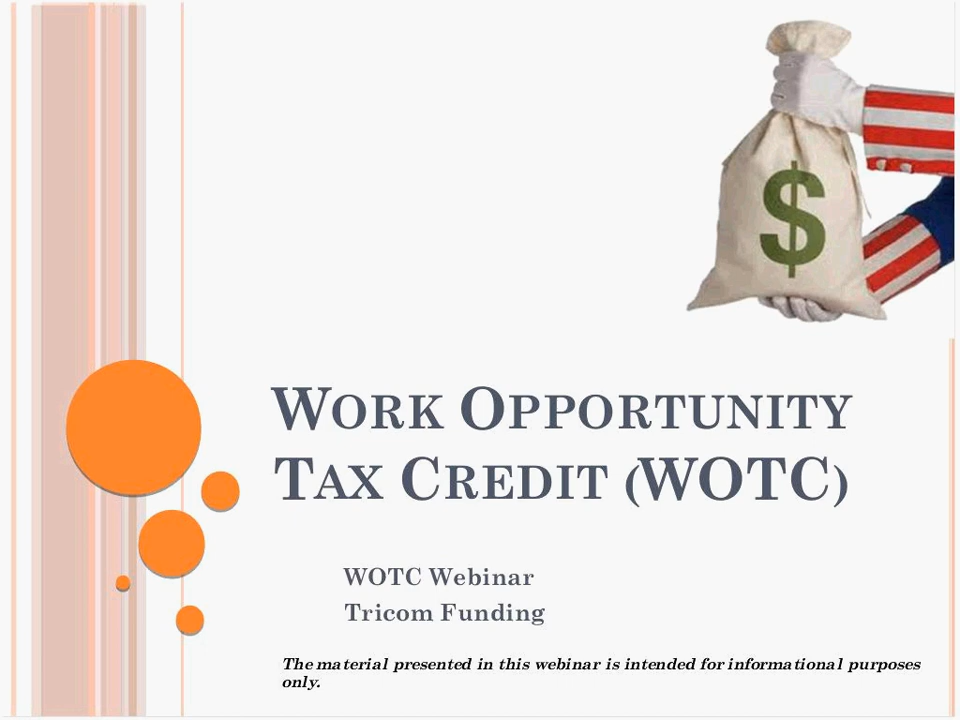 $
WORK OPPORTUNITY
TAX CREDIT (WOTC)
WOTC Webinar
Tricom Funding
The material presented in this webinar is intended for informational purposes
only.